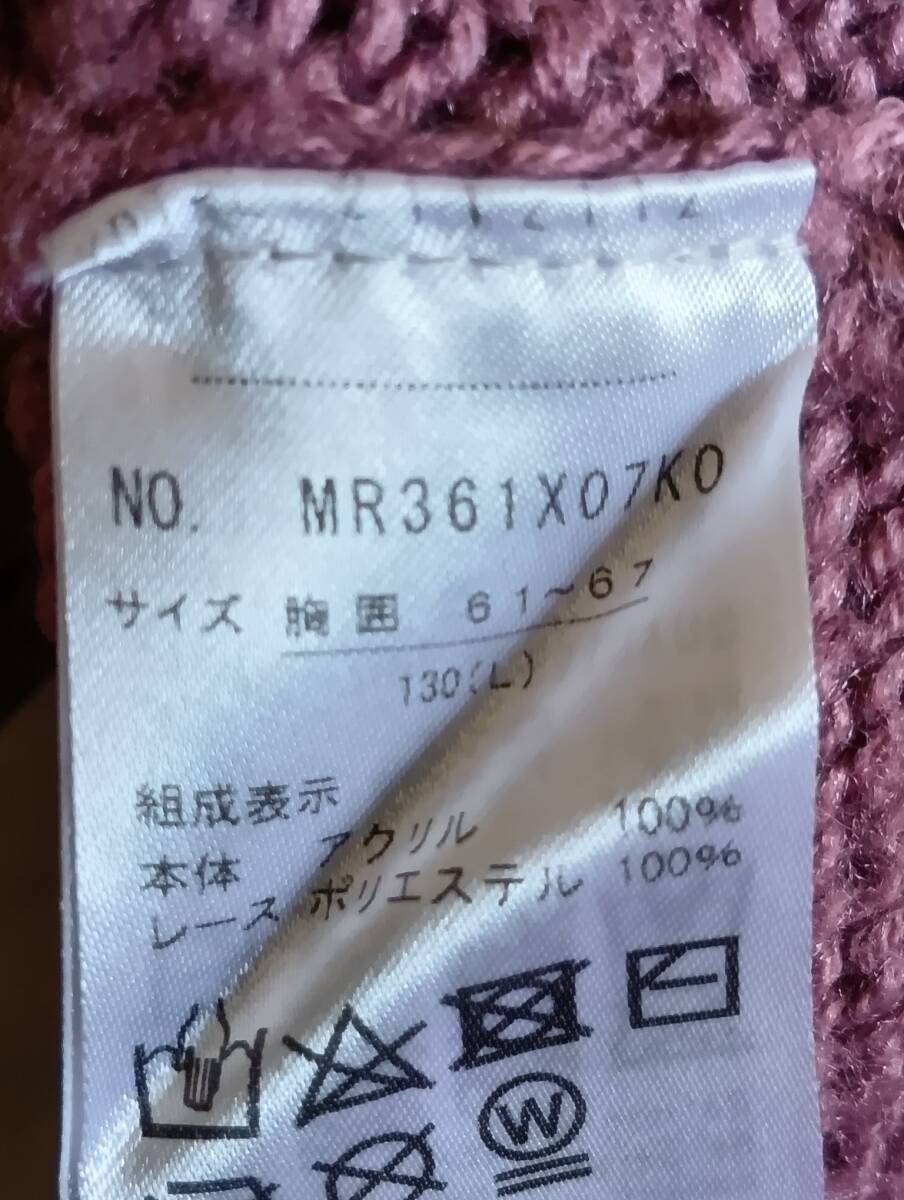 NO. MR361X07KO
サイズ 胸囲 61~67
130(L)
組成表示
本体 アクリル 100%
レース ポリエステル 100%
W